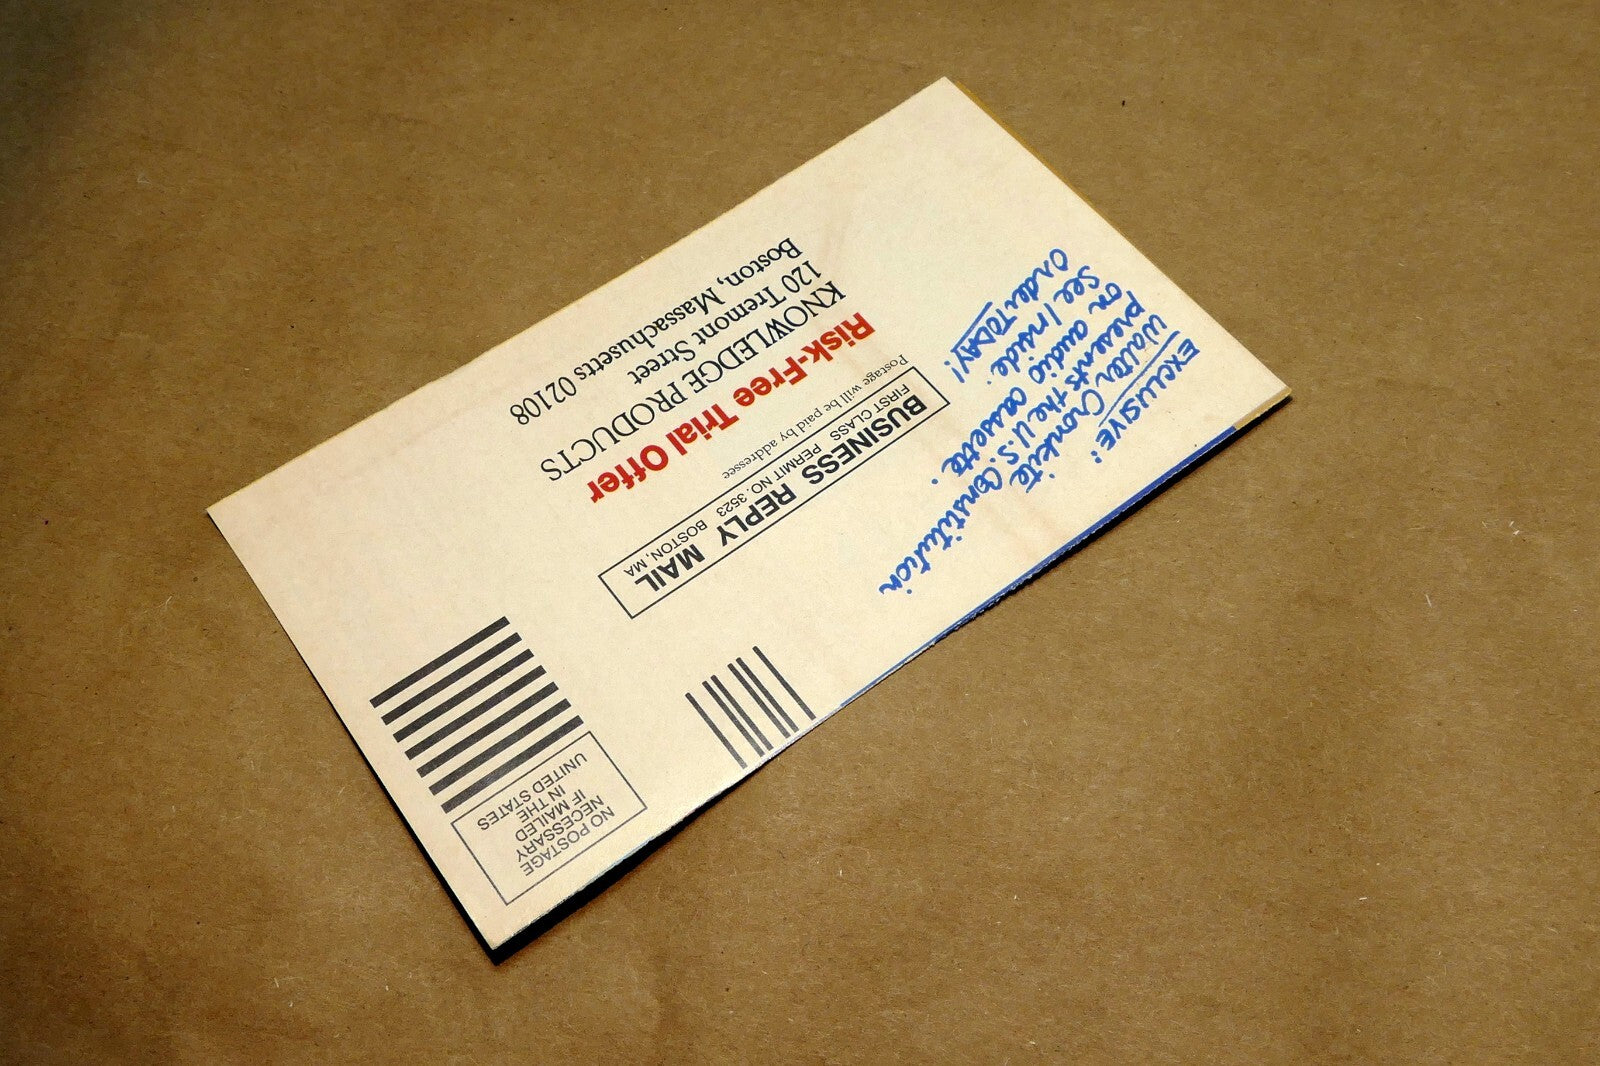 EXCLUSIVE:
Walter Cronkite
presents the U.S. Constitution
on audio cassette.
See Inside.
Order TODAY!
NO POSTAGE
NECESSARY
IF MAILED
IN THE
UNITED STATES
BUSINESS REPLY MAIL
FIRST CLASS PERMIT NO. 3523 BOSTON, MA
Postage will be paid by addressee
Risk-Free Trial Offer
KNOWLEDGE PRODUCTS
120 Tremont Street
Boston, Massachusetts 02108